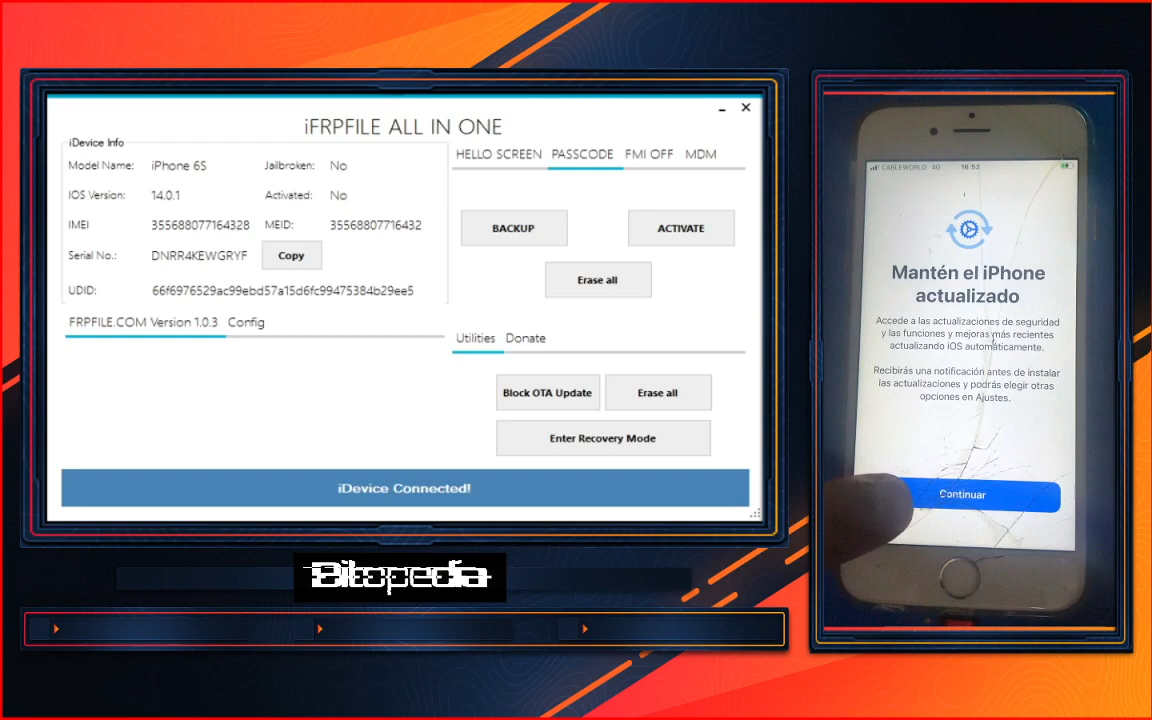 iFRPFILE ALL IN ONE
iDevice Info
Model Name: iPhone 6S Jailbroken: No
IOS Version: 14.0.1 Activated: No
IMEI 355688077164328 MEID: 35568807716432
Serial No.: DNRR4KEWGRYF Copy
UDID: 66f6976529ac99ebd57a15d6fc99475384b29ee5
FRPFILE.COM Version 1.0.3 Config
HELLO SCREEN PASSCODE FMI OFF MDM
BACKUP ACTIVATE
Erase all
Utilities Donate
Block OTA Update Erase all
Enter Recovery Mode
iDevice Connected!
Bitopedia
CABLEWORLD 4G 16:53
Mantén el iPhone
actualizado
Accede a las actualizaciones de seguridad
y las funciones y mejoras más recientes
actualizando iOS automáticamente.
Recibirás una notificación antes de instalar
las actualizaciones y podrás elegir otras
opciones en Ajustes.
Continuar